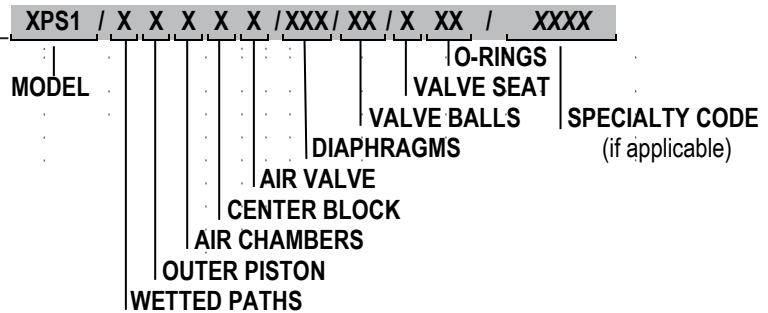 XPS1 / X X X X X / XXX / XX / X XX / XXXX
O-RINGS
MODEL
VALVE SEAT
VALVE BALLS
SPECIALTY CODE
(if applicable)
DIAPHRAGMS
AIR VALVE
CENTER BLOCK
AIR CHAMBERS
OUTER PISTON
WETTED PATHS